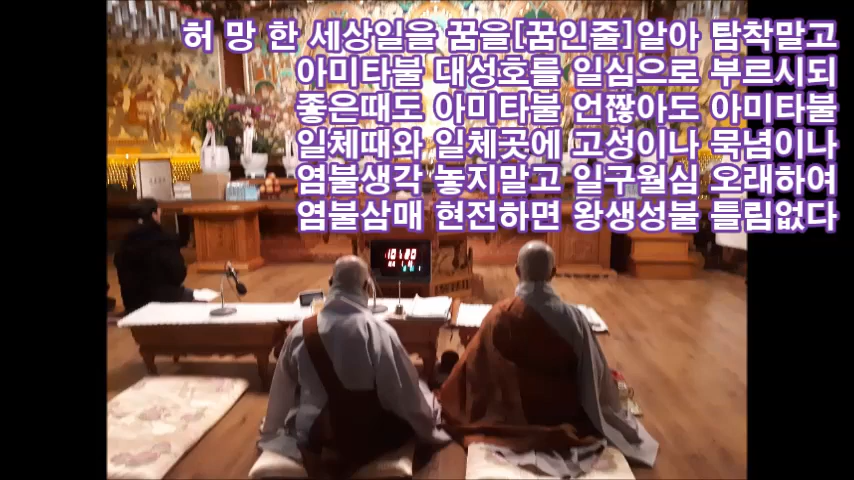 허 망 한 세상일을 꿈을[꿈인줄]알아 탐착말고
아미타불 대성호를 일심으로 부르시되
좋은때도 아미타불 언짢아도 아미타불
일체때와 일체곳에 고성이나 묵념이나
염불생각 놓지말고 일구월심 오래하여
염불삼매 현전하면 왕생성불 틀림없다